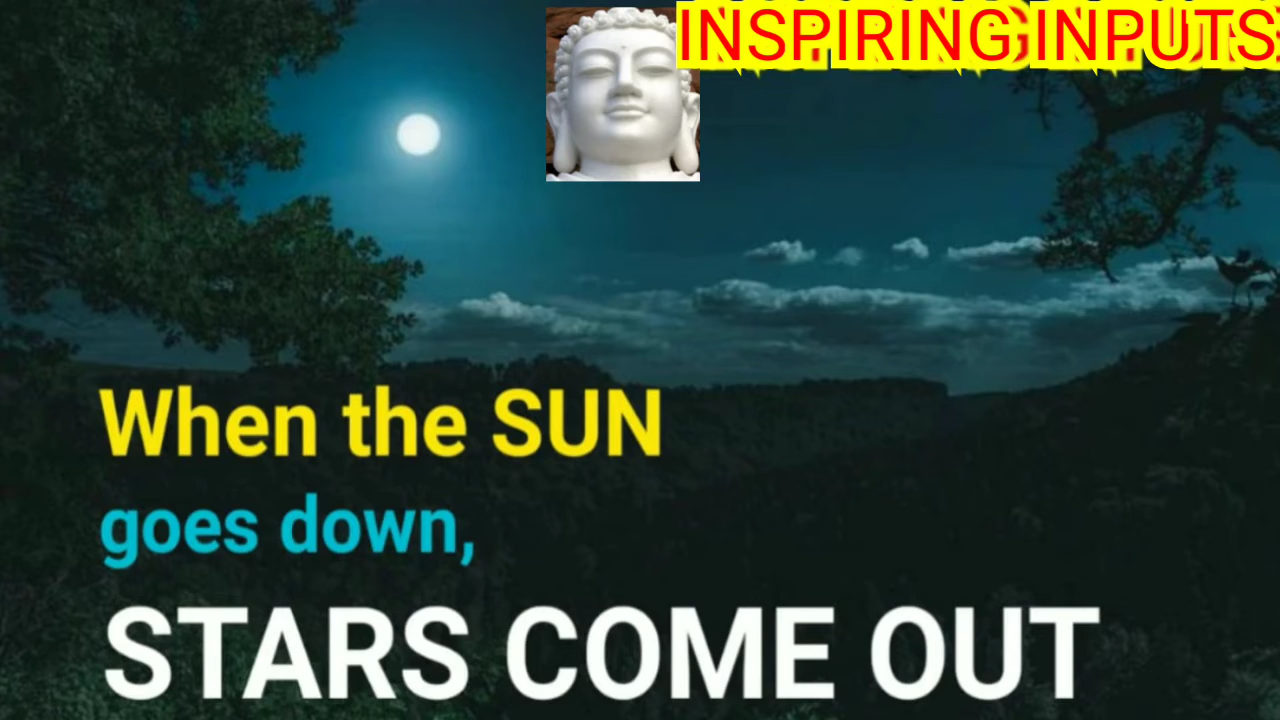 INSPIRING INPUTS
When the SUN
goes down,
STARS COME OUT